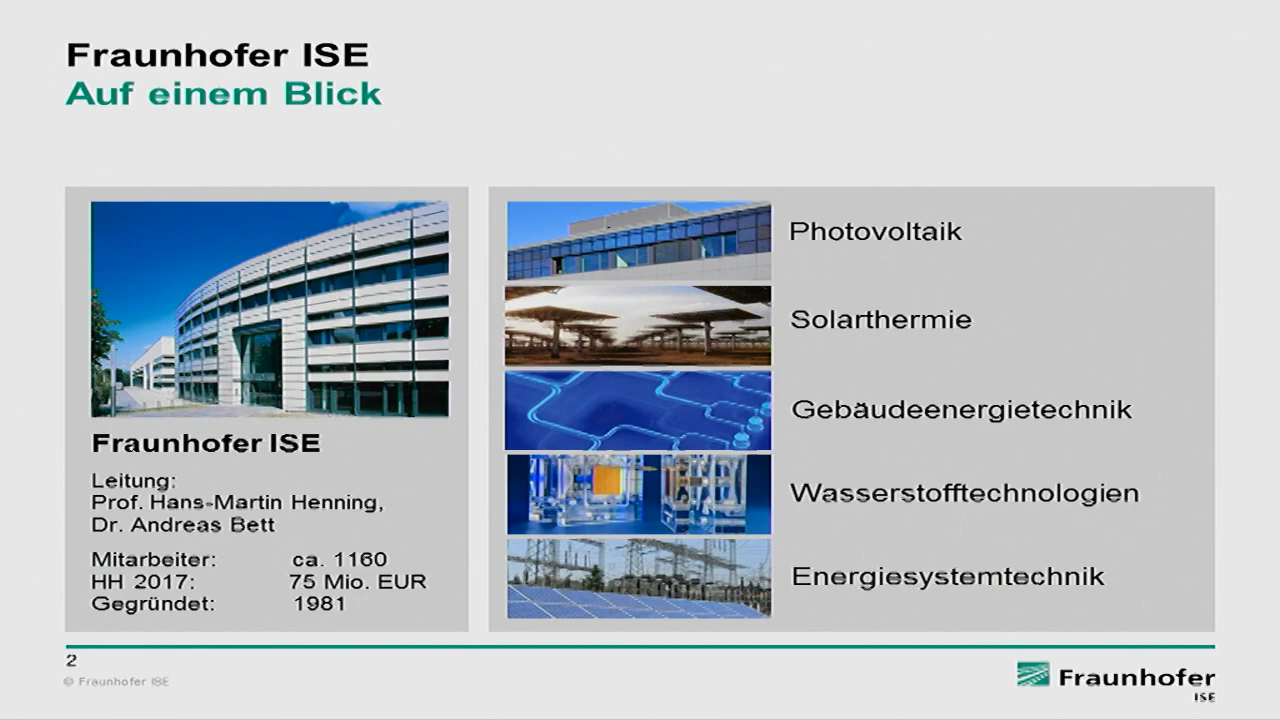 Fraunhofer ISE
Auf einem Blick
Fraunhofer ISE
Leitung:
Prof. Hans-Martin Henning,
Dr. Andreas Bett
Mitarbeiter: ca. 1160
HH 2017: 75 Mio. EUR
Gegründet: 1981
Photovoltaik
Solarthermie
Gebäudeenergietechnik
Wasserstofftechnologien
Energiesystemtechnik
2
© Fraunhofer ISE
Fraunhofer
ISE